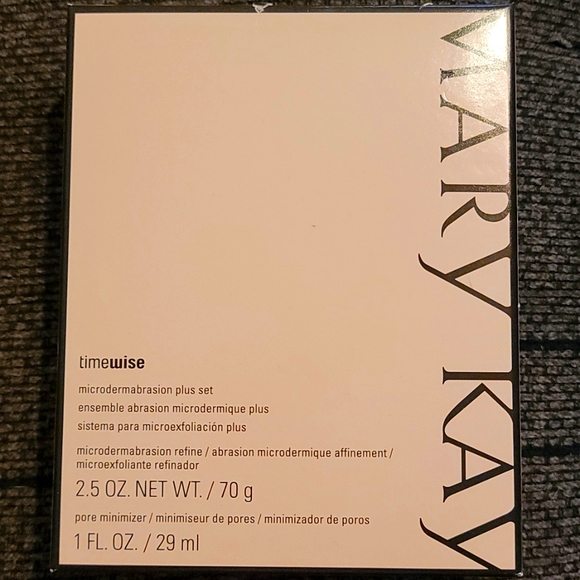 MARY KAY
timewise
microdermabrasion plus set
ensemble abrasion microdermique plus
sistema para microexfoliación plus
microdermabrasion refine / abrasion microdermique affinement /
microexfoliante refinador
2.5 OZ. NET WT. / 70 g
pore minimizer / minimiseur de pores / minimizador de poros
1 FL. OZ. / 29 ml